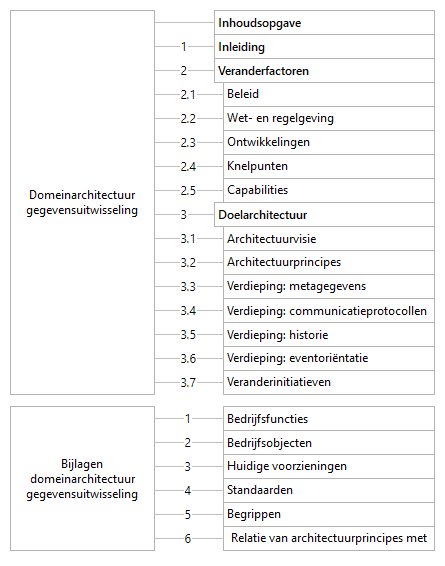 Domeinarchitectuur
gegevensuitwisseling
Inhoudsopgave
1 Inleiding
2 Veranderfactoren
2.1 Beleid
2.2 Wet- en regelgeving
2.3 Ontwikkelingen
2.4 Knelpunten
2.5 Capabilities
3 Doelarchitectuur
3.1 Architectuurvisie
3.2 Architectuurprincipes
3.3 Verdieping: metagegevens
3.4 Verdieping: communicatieprotocollen
3.5 Verdieping: historie
3.6 Verdieping: eventoriëntatie
3.7 Veranderinitiatieven
Bijlagen
domeinarchitectuur
gegevensuitwisseling
1 Bedrijfsfuncties
2 Bedrijfsobjecten
3 Huidige voorzieningen
4 Standaarden
5 Begrippen
6 Relatie van architectuurprincipes met